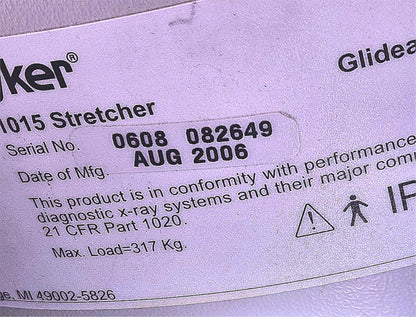 yker®
1015 Stretcher
Glidea
Serial No. 0608 082649
Date of Mfg. AUG 2006
This product is in conformity with performance
diagnostic x-ray systems and their major com
21 CFR Part 1020.
Max. Load=317 Kg.
IP
ge, MI 49002-5826